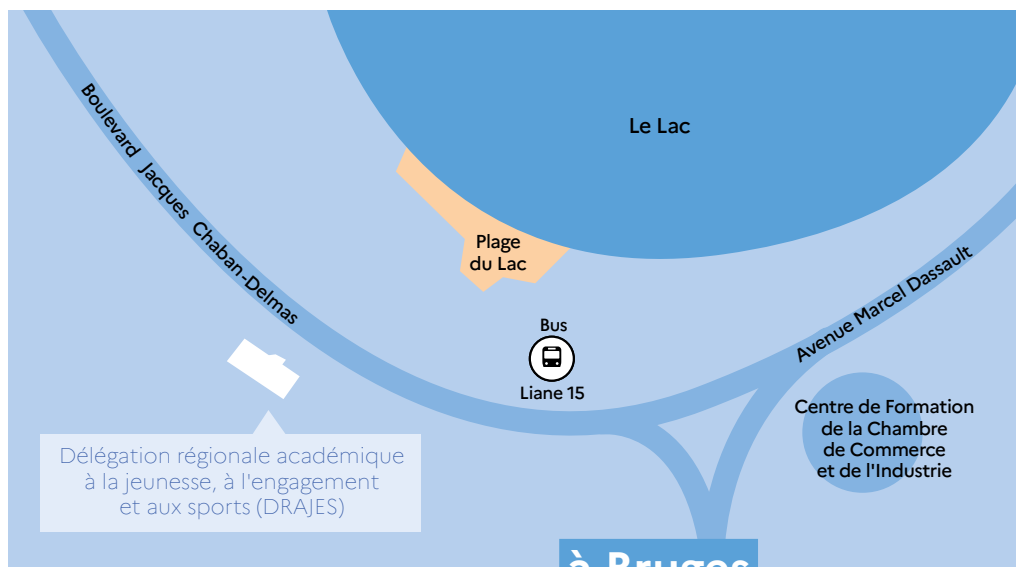 Le Lac
Boulevard Jacques Chaban-Delmas
Plage
du Lac
Avenue Marcel Dassault
Bus
Liane 15
Centre de Formation
de la Chambre
de Commerce
et de l'Industrie
Délégation régionale académique
à la jeunesse, à l'engagement
et aux sports (DRAJES)
à Bruges